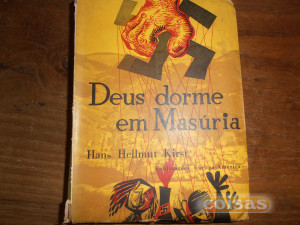 Deus dorme
em Masúria
Hans Hellmut Kirst
coisas